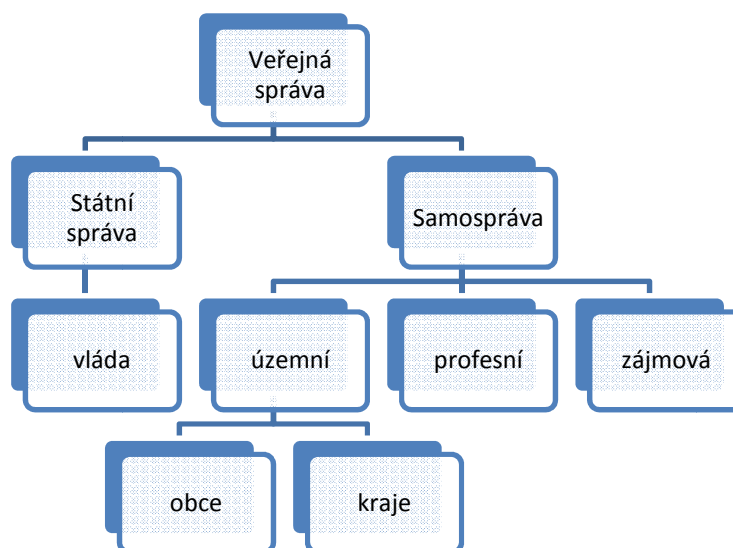 Veřejná
správa
Státní
správa
Samospráva
vláda
územní
profesní
zájmová
obce
kraje